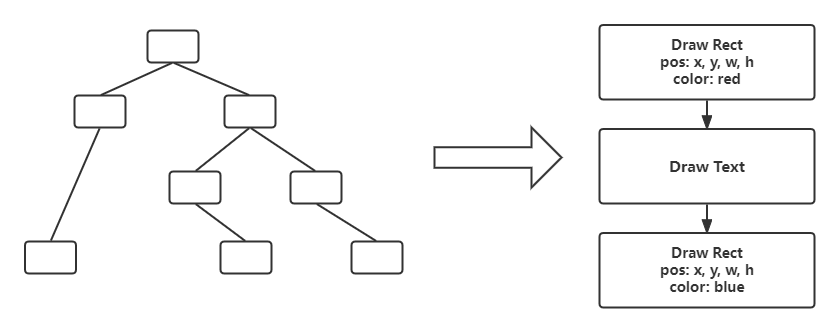 Draw Rect
pos: x, y, w, h
color: red
Draw Text
Draw Rect
pos: x, y, w, h
color: blue